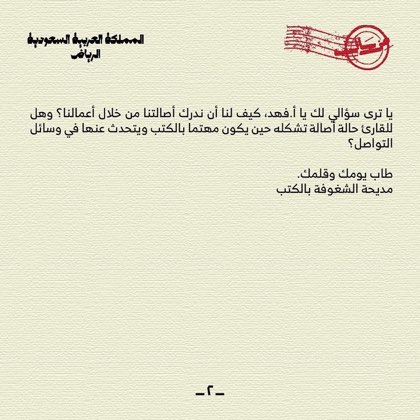 المملكة العربية السعودية
الرياض
يا ترى سؤالي لك يا أ.فهد، كيف لنا أن ندرك أصالتنا من خلال أعمالنا؟ وهل
للقارئ حالة أصالة تشكله حين يكون مهتما بالكتب ويتحدث عنها في وسائل
التواصل؟
طاب يومك وقلمك.
مديحة الشغوفة بالكتب
ـ ٢ ـ